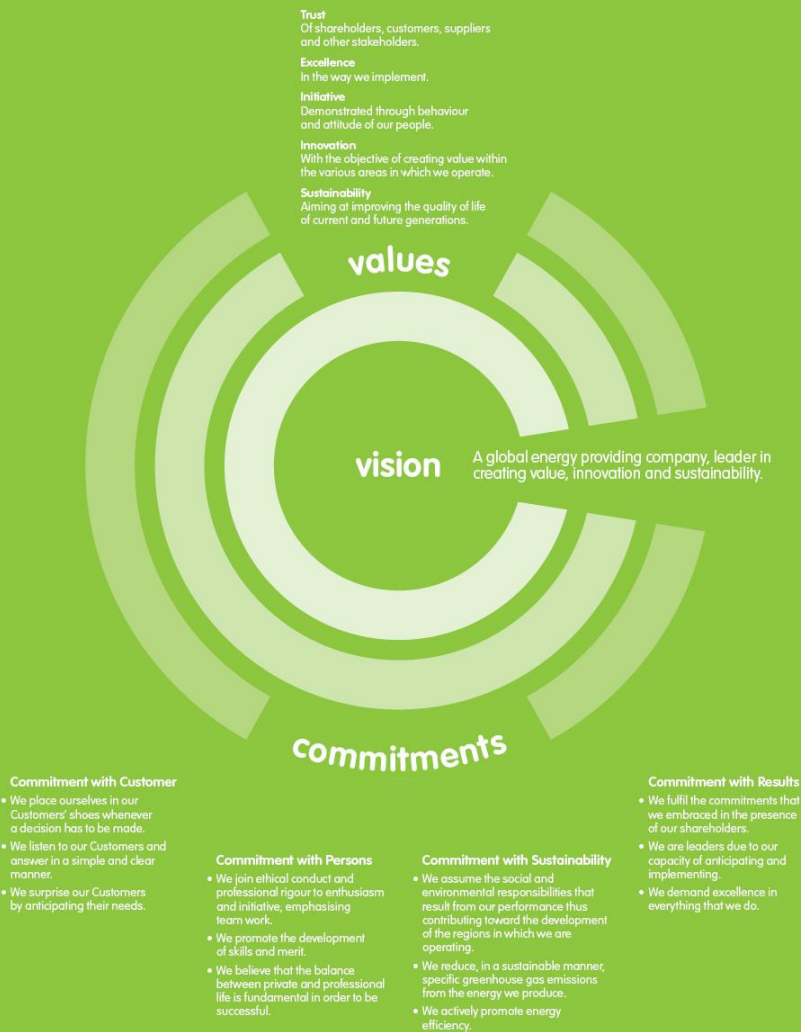 Trust
Of shareholders, customers, suppliers
and other stakeholders.
Excellence
In the way we implement.
Initiative
Demonstrated through behaviour
and attitude of our people.
Innovation
With the objective of creating value within
the various areas in which we operate.
Sustainability
Aiming at improving the quality of life
of current and future generations.
values
vision
A global energy providing company, leader in
creating value, innovation and sustainability.
commitments
Commitment with Customer
• We place ourselves in our
Customers' shoes whenever
a decision has to be made.
• We listen to our Customers and
answer in a simple and clear
manner.
• We surprise our Customers
by anticipating their needs.
Commitment with Persons
• We join ethical conduct and
professional rigour to enthusiasm
and initiative, emphasising
team work.
• We promote the development
of skills and merit.
• We believe that the balance
between private and professional
life is fundamental in order to be
successful.
Commitment with Sustainability
• We assume the social and
environmental responsibilities that
result from our performance thus
contributing toward the development
of the regions in which we are
operating.
• We reduce, in a sustainable manner,
specific greenhouse gas emissions
from the energy we produce.
• We actively promote energy
efficiency.
Commitment with Results
• We fulfil the commitments that
we embraced in the presence
of our shareholders.
• We are leaders due to our
capacity of anticipating and
implementing.
• We demand excellence in
everything that we do.